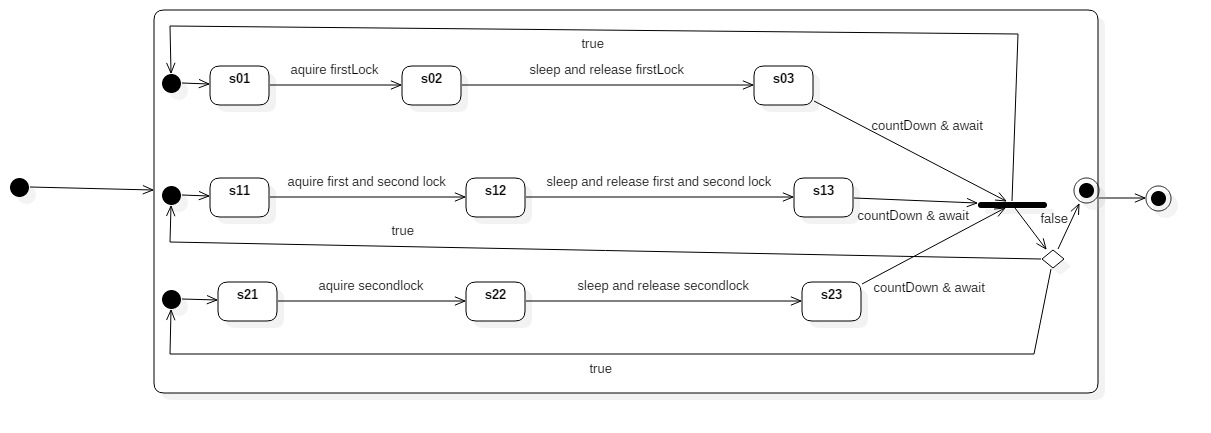 true
s01
aquire firstLock
s02
sleep and release firstLock
s03
countDown & await
s11
aquire first and second lock
s12
sleep and release first and second lock
s13
countDown & await
false
true
s21
aquire secondlock
s22
sleep and release secondlock
s23
countDown & await
true